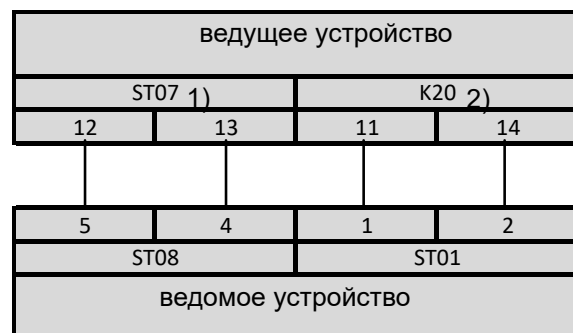 ведущее устройство
ST07 1) K20 2)
12 13 11 14
5 4 1 2
ST08 ST01
ведомое устройство